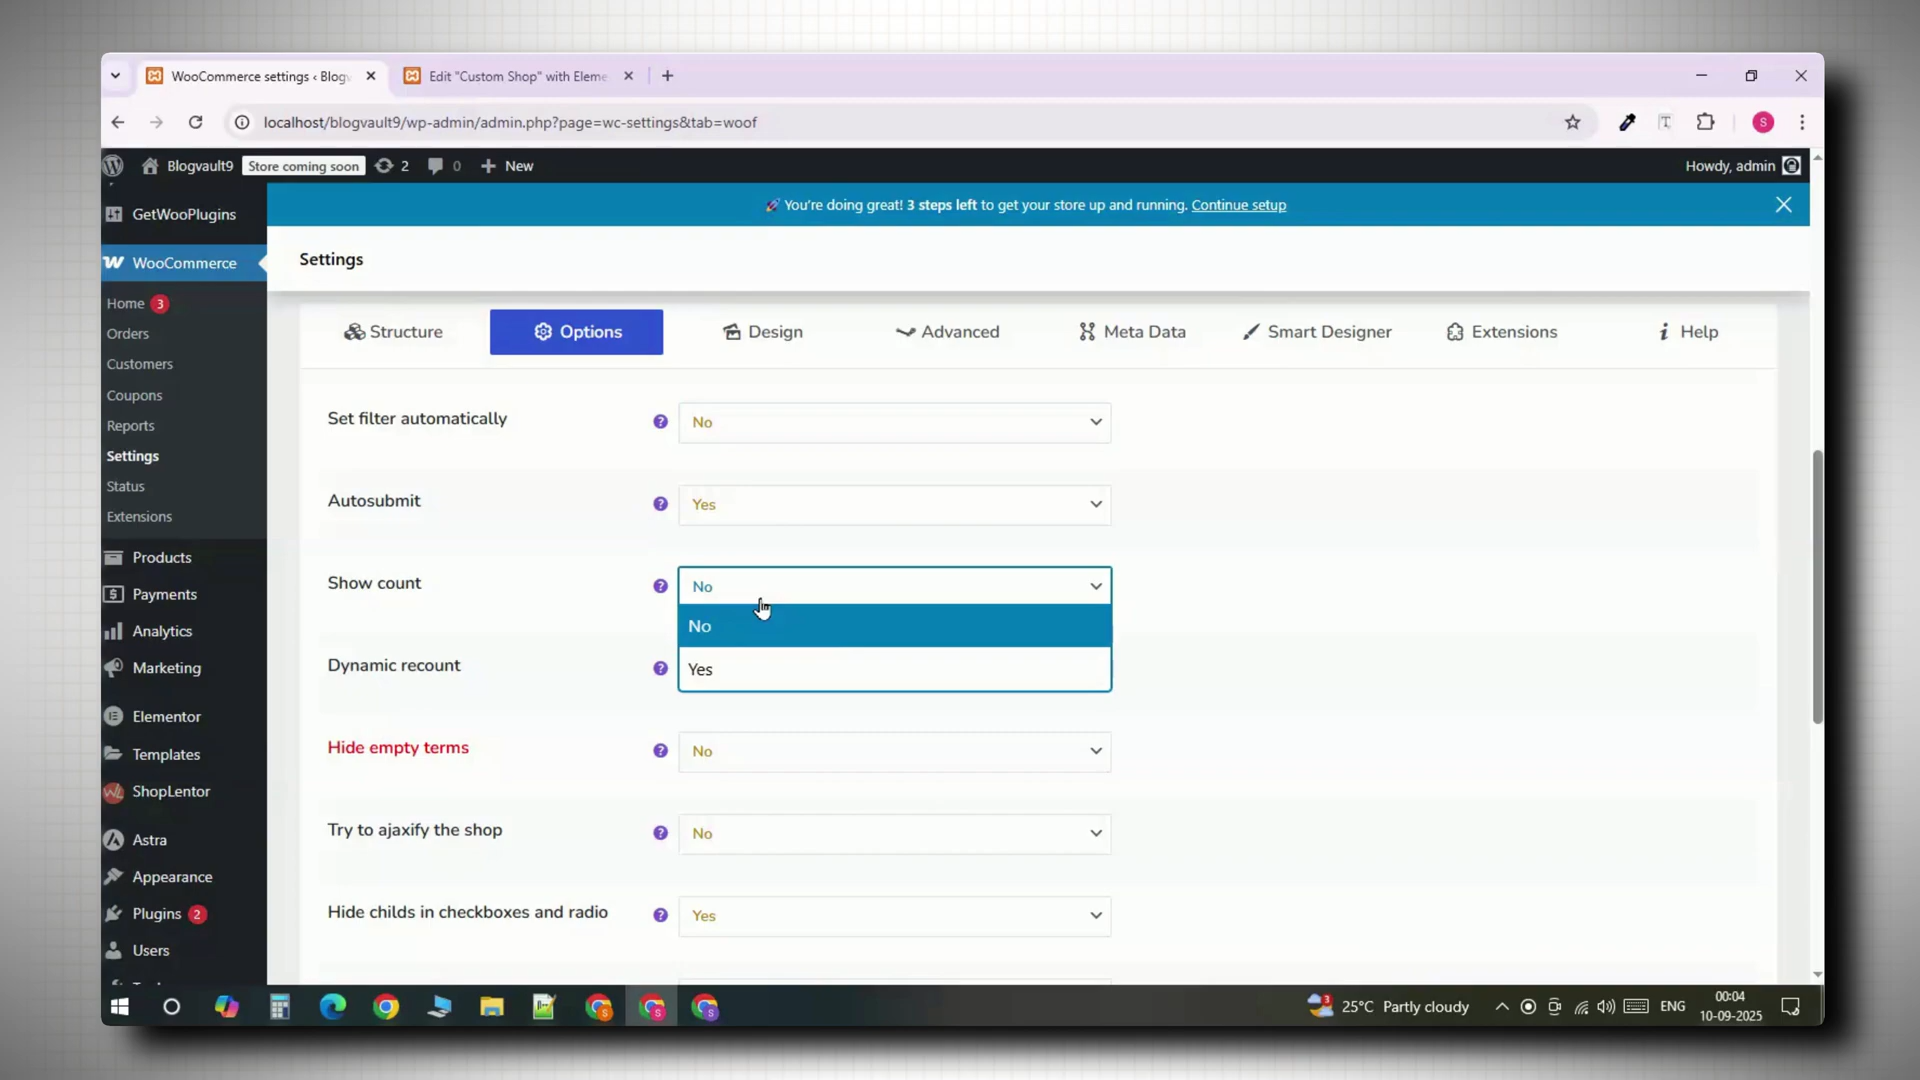 WooCommerce settings ‹ Blogv
Edit "Custom Shop" with Eleme
localhost/blogvault9/wp-admin/admin.php?page=wc-settings&tab=woof
S
Blogvault9
Store coming soon
2
0
New
Howdy, admin
GetWooPlugins
🚀 You're doing great! 3 steps left to get your store up and running. Continue setup
WooCommerce
Settings
Home 3
Orders
Customers
Coupons
Reports
Settings
Status
Extensions
Products
Payments
Analytics
Marketing
Elementor
Templates
ShopLentor
Astra
Appearance
Plugins 2
Users
Structure
Options
Design
Advanced
Meta Data
Smart Designer
Extensions
Help
Set filter automatically
? No
Autosubmit
? Yes
Show count
? No
No
Yes
Dynamic recount
?
Hide empty terms
? No
Try to ajaxify the shop
? No
Hide childs in checkboxes and radio
? Yes
3
25°C Partly cloudy
ENG
00:04
10-09-2025